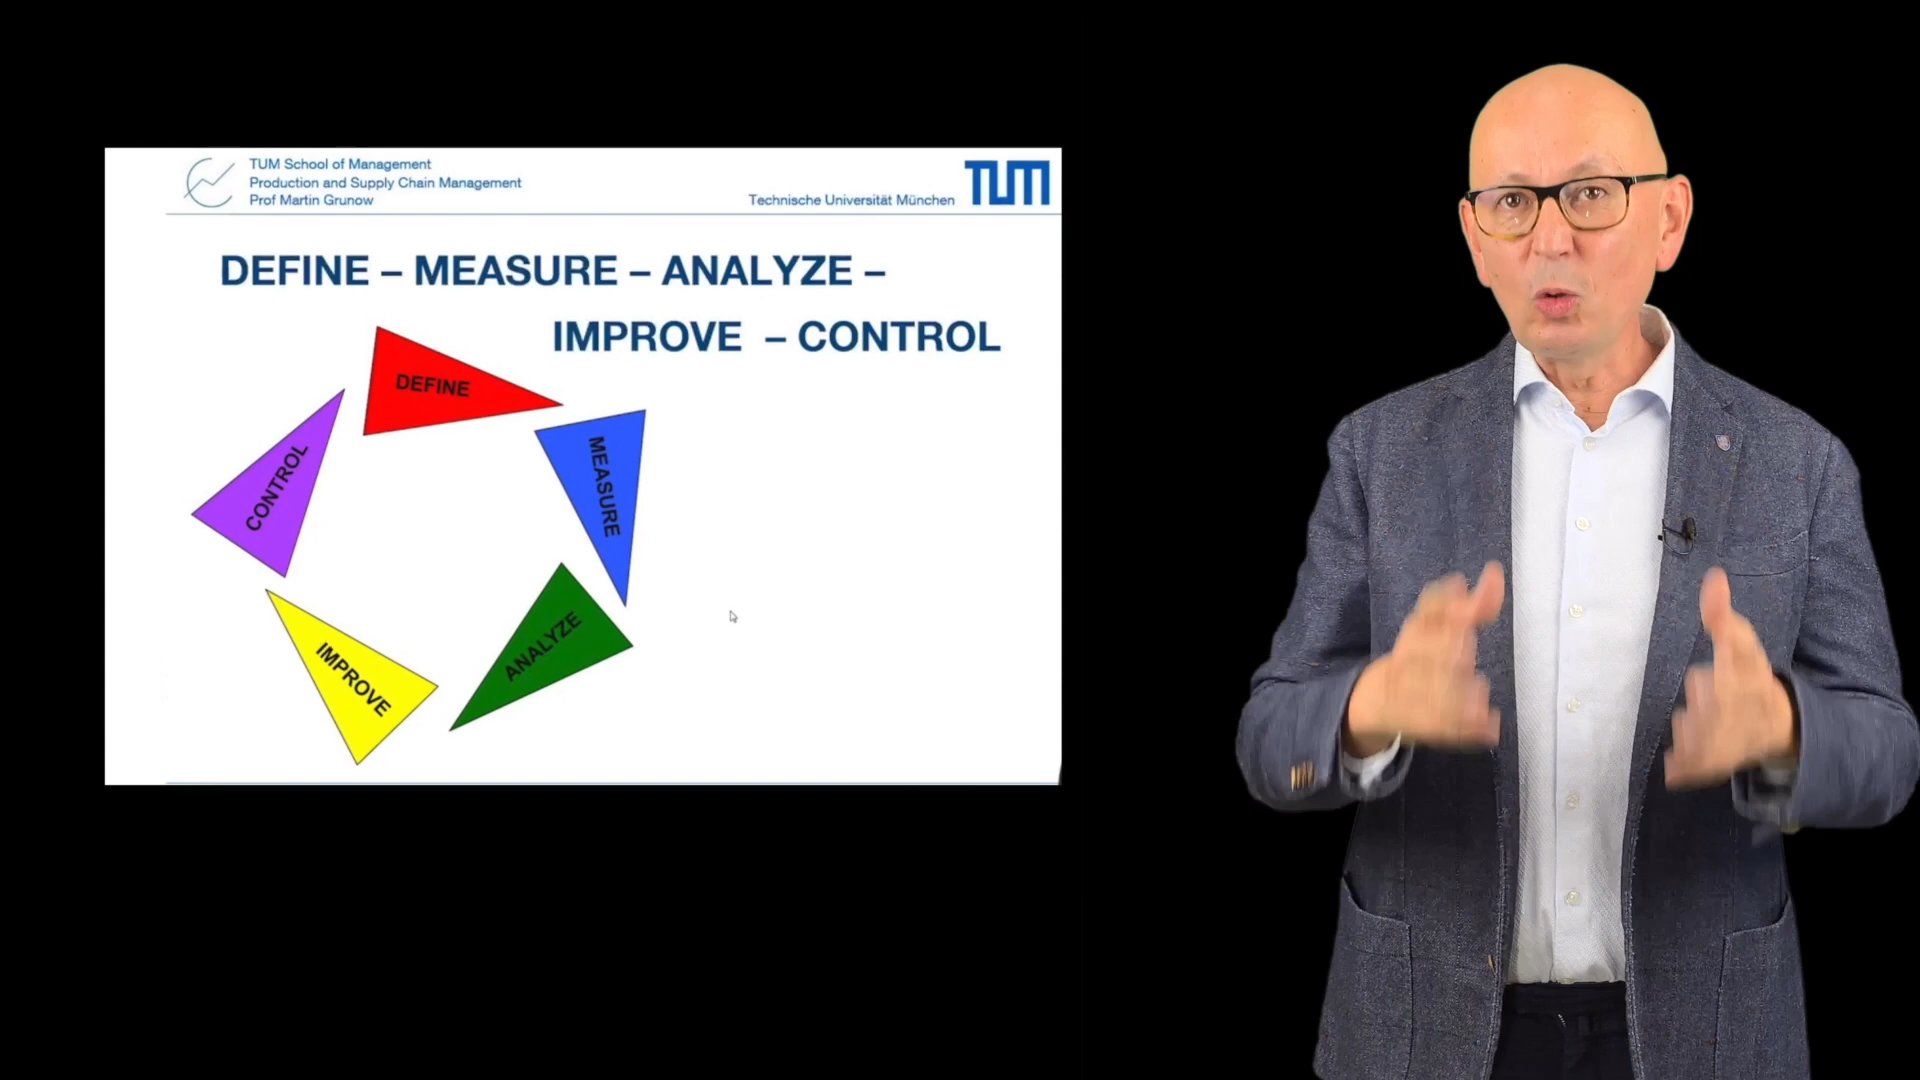 TUM School of Management
Production and Supply Chain Management
Prof Martin Grunow
Technische Universität München
TUM
DEFINE – MEASURE – ANALYZE –
IMPROVE – CONTROL
DEFINE
MEASURE
ANALYZE
IMPROVE
CONTROL